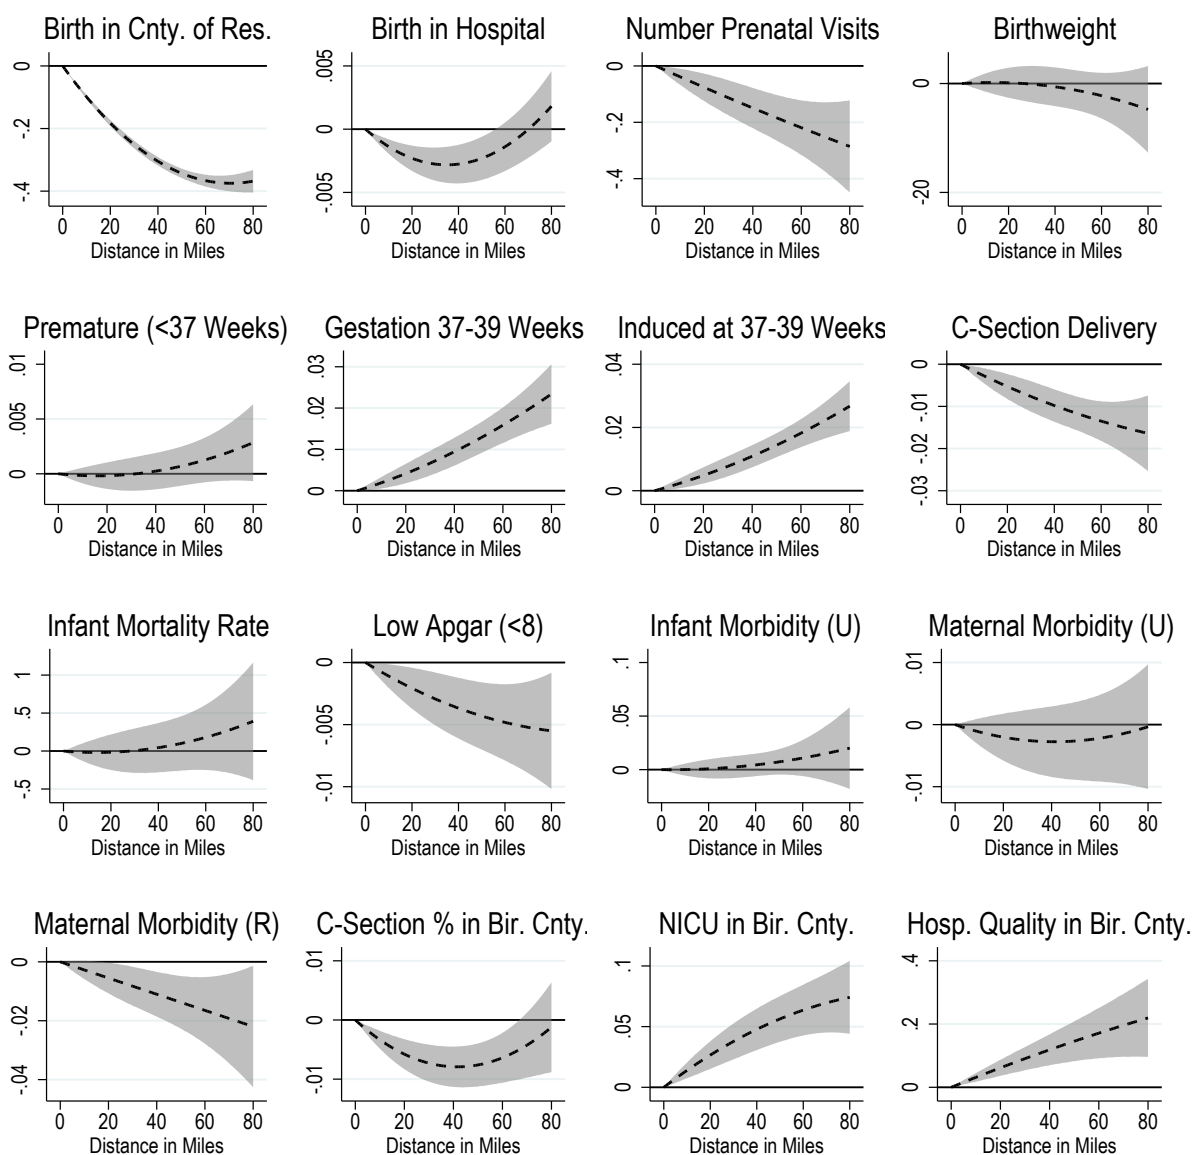 Birth in Cnty. of Res.
0
-.2
-.4
0 20 40 60 80
Distance in Miles
Birth in Hospital
.005
0
-.005
0 20 40 60 80
Distance in Miles
Number Prenatal Visits
0
-.2
-.4
0 20 40 60 80
Distance in Miles
Birthweight
0
-20
0 20 40 60 80
Distance in Miles
Premature (<37 Weeks)
.01
.005
0
0 20 40 60 80
Distance in Miles
Gestation 37-39 Weeks
.03
.02
.01
0
0 20 40 60 80
Distance in Miles
Induced at 37-39 Weeks
.04
.02
0
0 20 40 60 80
Distance in Miles
C-Section Delivery
0
-.01
-.02
-.03
0 20 40 60 80
Distance in Miles
Infant Mortality Rate
1
.5
0
-.5
0 20 40 60 80
Distance in Miles
Low Apgar (<8)
0
-.005
-.01
0 20 40 60 80
Distance in Miles
Infant Morbidity (U)
.1
.05
0
0 20 40 60 80
Distance in Miles
Maternal Morbidity (U)
.01
0
-.01
0 20 40 60 80
Distance in Miles
Maternal Morbidity (R)
0
-.02
-.04
0 20 40 60 80
Distance in Miles
C-Section % in Bir. Cnty.
.01
0
-.01
0 20 40 60 80
Distance in Miles
NICU in Bir. Cnty.
.1
.05
0
0 20 40 60 80
Distance in Miles
Hosp. Quality in Bir. Cnty.
.4
.2
0
0 20 40 60 80
Distance in Miles